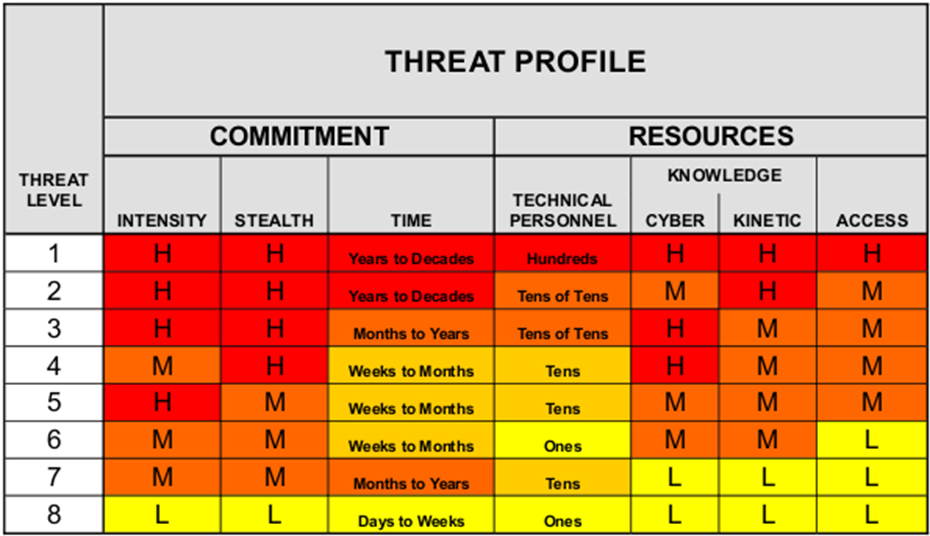 THREAT PROFILE
COMMITMENT RESOURCES
THREAT LEVEL INTENSITY STEALTH TIME TECHNICAL PERSONNEL KNOWLEDGE CYBER KINETIC ACCESS
1 H H Years to Decades Hundreds H H H
2 H H Years to Decades Tens of Tens M H M
3 H H Months to Years Tens of Tens H M M
4 M H Weeks to Months Tens H M M
5 H M Weeks to Months Tens M M M
6 M M Weeks to Months Ones M M L
7 M M Months to Years Tens L L L
8 L L Days to Weeks Ones L L L